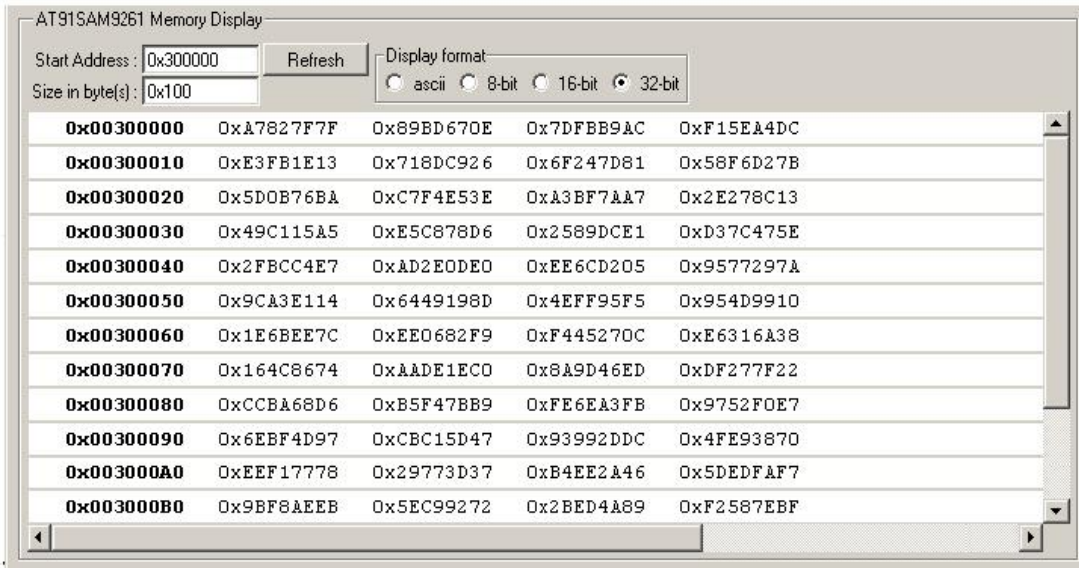 AT91SAM9261 Memory Display
Start Address : 0x300000 Refresh Display format
Size in byte(s) : 0x100 ascii 8-bit 16-bit 32-bit
0x00300000 0xA7827F7F 0x89BD670E 0x7DFBB9AC 0xF15EA4DC
0x00300010 0xE3FB1E13 0x718DC926 0x6F247D81 0x58F6D27B
0x00300020 0x5D0B76BA 0xC7F4E53E 0xA3BF7AA7 0x2E278C13
0x00300030 0x49C115A5 0xE5C878D6 0x2589DCE1 0xD37C475E
0x00300040 0x2FBCC4E7 0xAD2E0DE0 0xEE6CD205 0x9577297A
0x00300050 0x9CA3E114 0x6449198D 0x4EFF95F5 0x954D9910
0x00300060 0x1E6BEE7C 0xEE0682F9 0xF445270C 0xE6316A38
0x00300070 0x164C8674 0xAADE1EC0 0x8A9D46ED 0xDF277F22
0x00300080 0xCCBA68D6 0xB5F47BB9 0xFE6EA3FB 0x9752F0E7
0x00300090 0x6EBF4D97 0xCBC15D47 0x93992DDC 0x4FE93870
0x003000A0 0xEEF17778 0x29773D37 0xB4EE2A46 0x5DEDFAF7
0x003000B0 0x9BF8AEEB 0x5EC99272 0x2BED4A89 0xF2587EBF